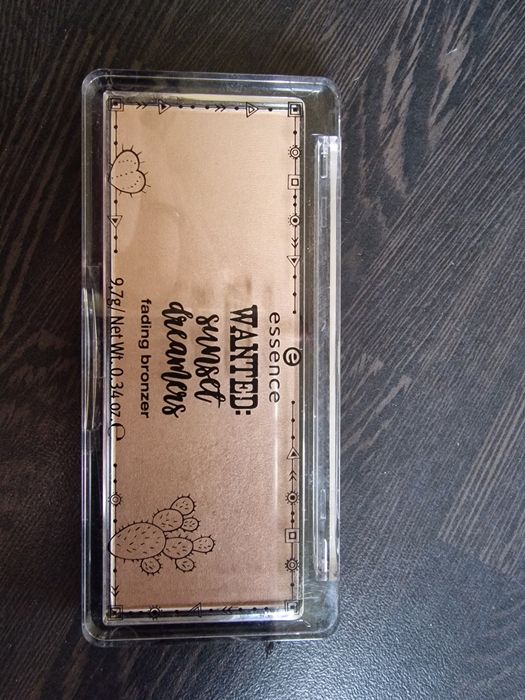 essence
WANTED:
sunset
dreamers
fading bronzer
9,7g/Net Wt. 0.34 oz. ℮